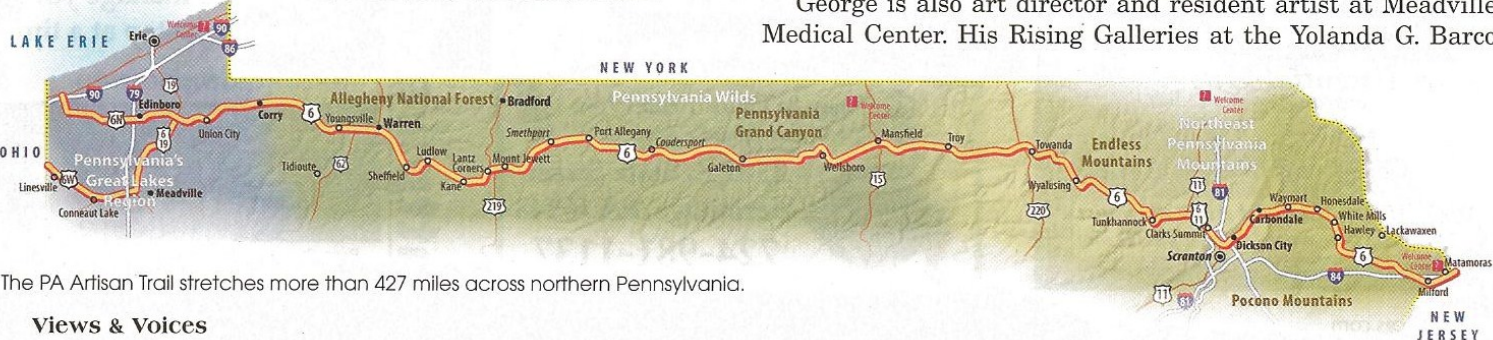 George is also art director and resident artist at Meadville
Medical Center. His Rising Galleries at the Yolanda G. Barco
LAKE ERIE
Erie
Welcome
Center
?
90
86
NEW YORK
90
79
19
Edinboro
6N
6
19
Union City
Corry
6
Youngsville
Allegheny National Forest
Bradford
Warren
Pennsylvania Wilds
Pennsylvania
Grand Canyon
?
Welcome
Center
?
Welcome
Center
Northeast
Pennsylvania
Mountains
OHIO
Pennsylvania's
Great Lakes
Region
Linesville
6W
Meadville
Conneaut Lake
Tidioute
62
Sheffield
Ludlow
Kane
Lantz
Corners
Mount Jewett
219
Smethport
Port Allegany
6
Coudersport
Galeton
Wellsboro
Mansfield
15
Troy
Towanda
Endless
Mountains
Wyalusing
220
6
Tunkhannock
11
6
11
81
Clarks Summit
Scranton
Dickson City
Carbondale
Waymart
Honesdale
White Mills
Hawley
Lackawaxen
6
84
Welcome
Center
?
Matamoras
Milford
11
81
Pocono Mountains
NEW
JERSEY
The PA Artisan Trail stretches more than 427 miles across northern Pennsylvania.
Views & Voices